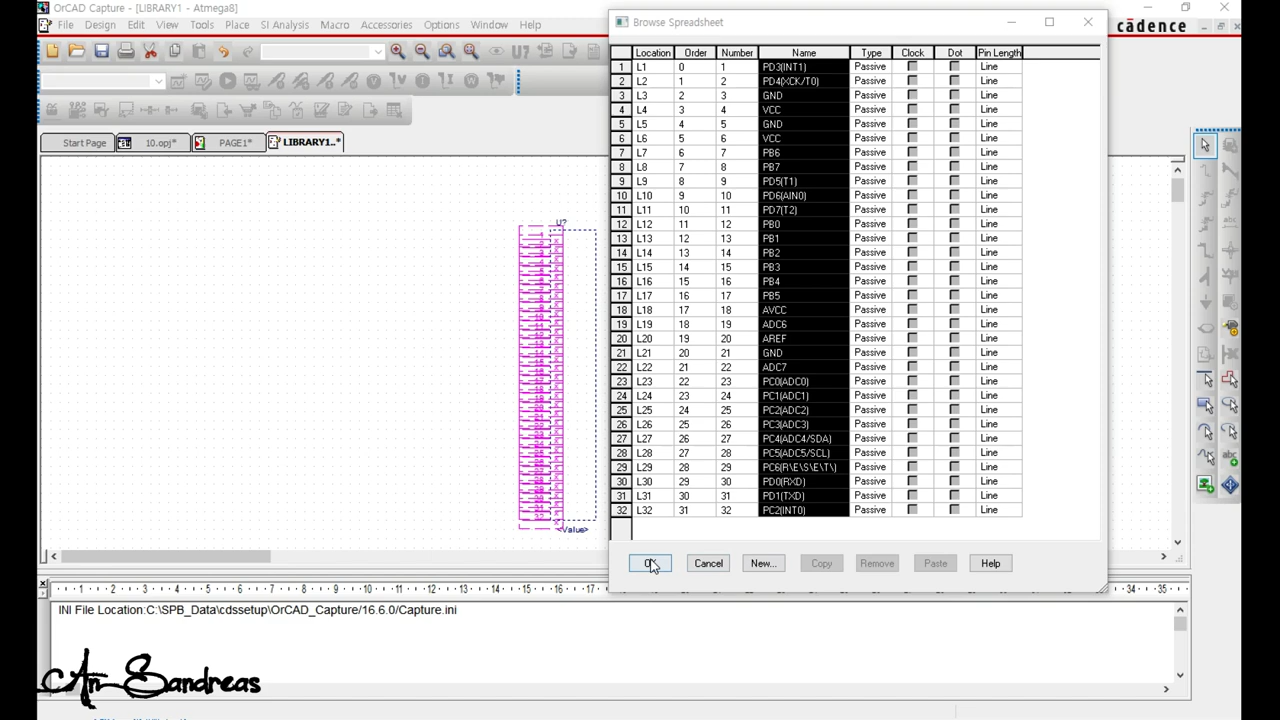 OrCAD Capture - [LIBRARY1 - Atmega8]
File Design Edit View Tools Place SI Analysis Macro Accessories Options Window Help
cādence
U?
Start Page 10.opj* PAGE1* LIBRARY1..*
U?
<Value>
Browse Spreadsheet
Location Order Number Name Type Clock Dot Pin Length
1 L1 0 1 PD3(INT1) Passive Line
2 L2 1 2 PD4(XCK/T0) Passive Line
3 L3 2 3 GND Passive Line
4 L4 3 4 VCC Passive Line
5 L5 4 5 GND Passive Line
6 L6 5 6 VCC Passive Line
7 L7 6 7 PB6 Passive Line
8 L8 7 8 PB7 Passive Line
9 L9 8 9 PD5(T1) Passive Line
10 L10 9 10 PD6(AIN0) Passive Line
11 L11 10 11 PD7(T2) Passive Line
12 L12 11 12 PB0 Passive Line
13 L13 12 13 PB1 Passive Line
14 L14 13 14 PB2 Passive Line
15 L15 14 15 PB3 Passive Line
16 L16 15 16 PB4 Passive Line
17 L17 16 17 PB5 Passive Line
18 L18 17 18 AVCC Passive Line
19 L19 18 19 ADC6 Passive Line
20 L20 19 20 AREF Passive Line
21 L21 20 21 GND Passive Line
22 L22 21 22 ADC7 Passive Line
23 L23 22 23 PC0(ADC0) Passive Line
24 L24 23 24 PC1(ADC1) Passive Line
25 L25 24 25 PC2(ADC2) Passive Line
26 L26 25 26 PC3(ADC3) Passive Line
27 L27 26 27 PC4(ADC4/SDA) Passive Line
28 L28 27 28 PC5(ADC5/SCL) Passive Line
29 L29 28 29 PC6(R\E\S\E\T\) Passive Line
30 L30 29 30 PD0(RXD) Passive Line
31 L31 30 31 PD1(TXD) Passive Line
32 L32 31 32 PC2(INT0) Passive Line
Cancel New... Copy Remove Paste Help
INI File Location:C:\SPB_Data\cdssetup\OrCAD_Capture/16.6.0/Capture.ini
An Sandreas